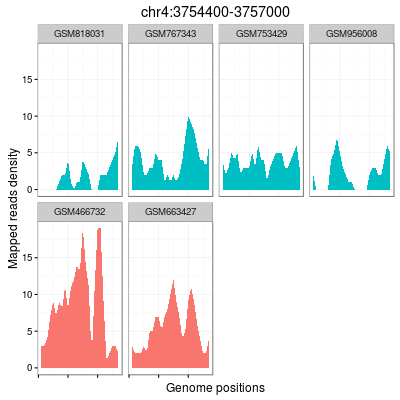 chr4:3754400-3757000
GSM818031 GSM767343 GSM753429 GSM956008
15
10
5
0
Mapped reads density
GSM466732 GSM663427
15
10
5
0
Genome positions